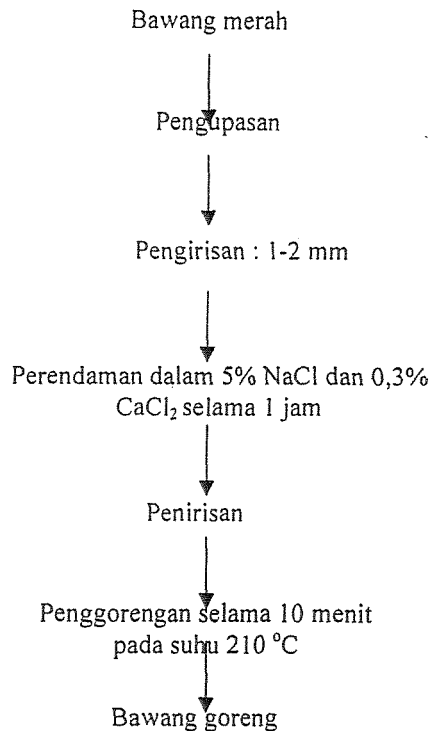 Bawang merah
Pengupasan
Pengirisan : 1-2 mm
Perendaman dalam 5% NaCl dan 0,3%
CaCl₂ selama 1 jam
Penirisan
Penggorengan selama 10 menit
pada suhu 210 °C
Bawang goreng